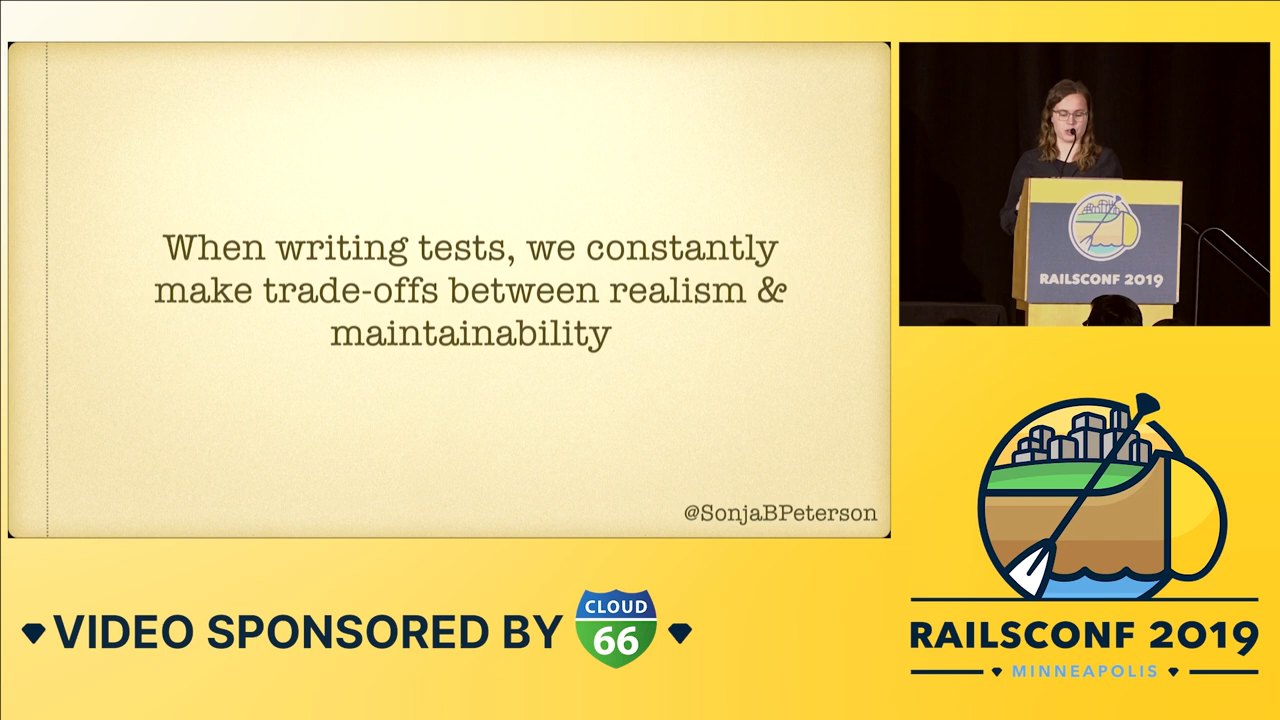 When writing tests, we constantly
make trade-offs between realism &
maintainability
@SonjaBPeterson
RAILSCONF 2019
VIDEO SPONSORED BY
CLOUD
66
RAILSCONF 2019
MINNEAPOLIS